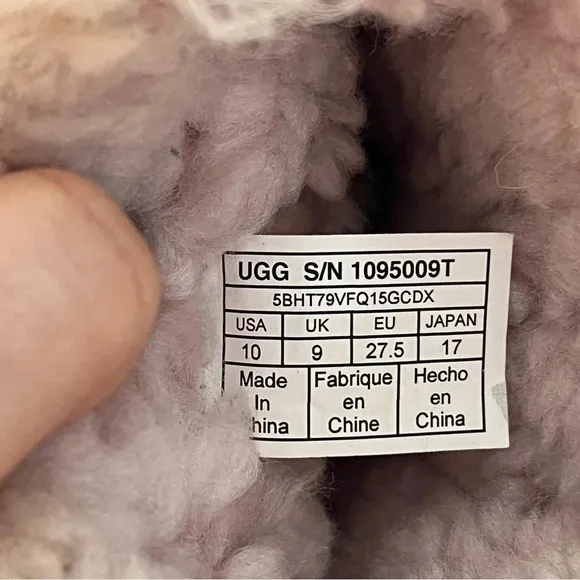 UGG S/N 1095009T
5BHT79VFQ15GCDX
USA UK EU JAPAN
10 9 27.5 17
Made Fabrique Hecho
In en en
hina Chine China